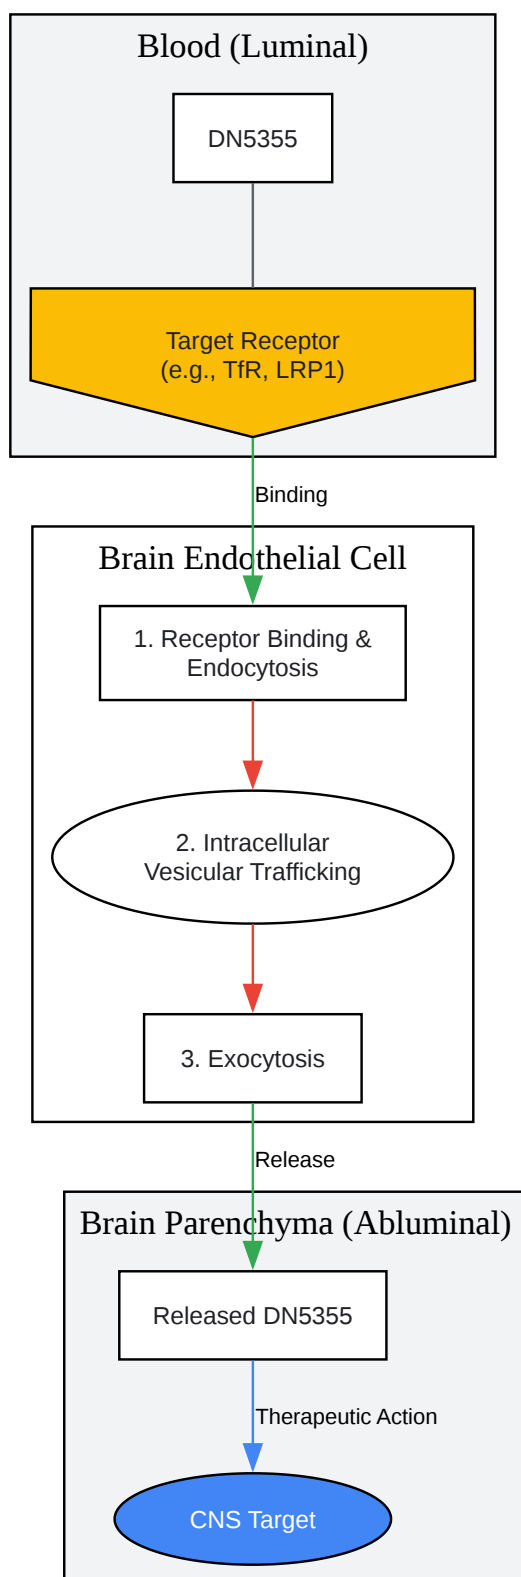 Blood (Luminal)
DN5355
Target Receptor
(e.g., TfR, LRP1)
Binding
Brain Endothelial Cell
1. Receptor Binding &
Endocytosis
2. Intracellular
Vesicular Trafficking
3. Exocytosis
Release
Brain Parenchyma (Abluminal)
Released DN5355
Therapeutic Action
CNS Target